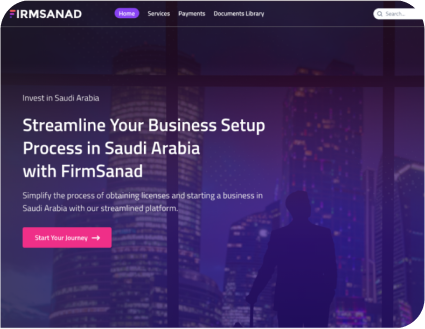 FIRMSANAD
Home Services Payments Documents Library Search...
Invest in Saudi Arabia
Streamline Your Business Setup
Process in Saudi Arabia
with FirmSanad
Simplify the process of obtaining licenses and starting a business in
Saudi Arabia with our streamlined platform.
Start Your Journey →